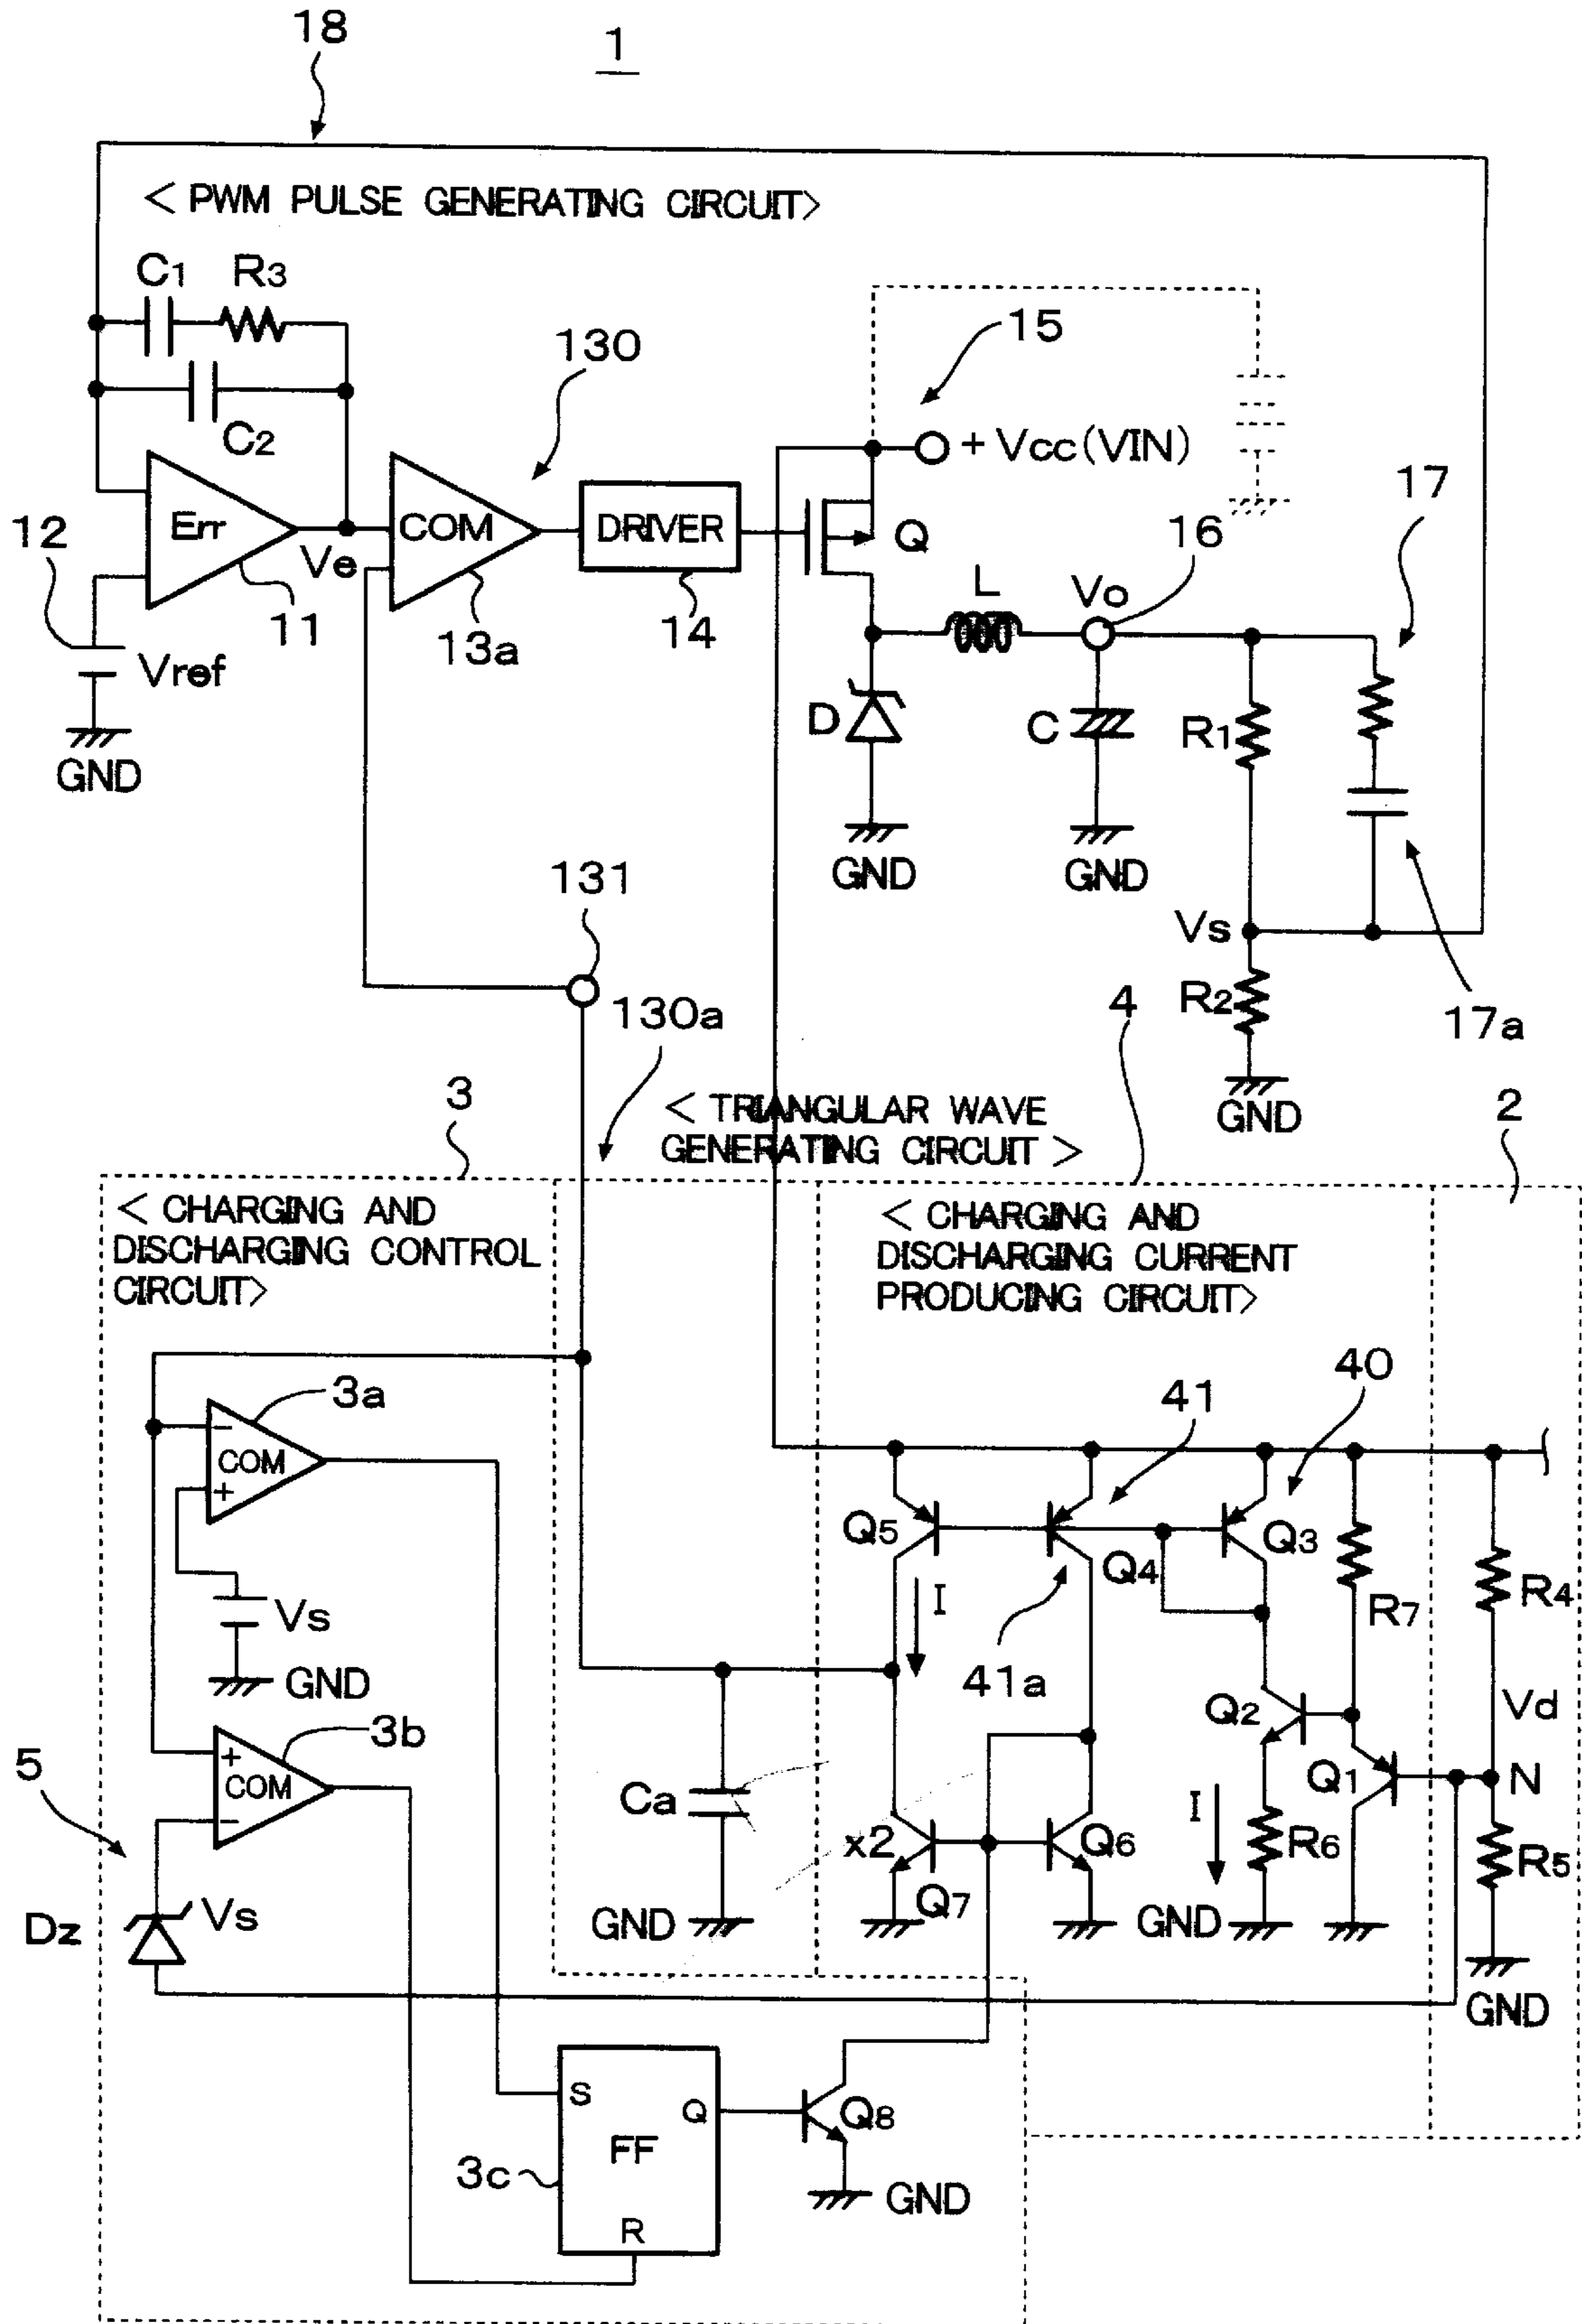 1
18
< PWM PULSE GENERATING CIRCUIT>
C1 R3
C2
130
15
+ Vcc (VIN)
17
12
Err
Ve
COM
DRIVER
Q
16
11
13a
14
L
Vo
Vref
GND
D
C
R1
GND
GND
131
Vs
130a
R2
4
17a
GND
3
< TRIANGULAR WAVE
GENERATING CIRCUIT >
2
< CHARGING AND
DISCHARGING CONTROL
CIRCUIT>
< CHARGING AND
DISCHARGING CURRENT
PRODUCING CIRCUIT>
3a
−
COM
+
41
40
Q5
Q4
Q3
R7
R4
I
41a
Vs
GND
Q2
Vd
3b
+
COM
−
5
Ca
Q1
N
x2
Q6
I
R6
R5
Q7
Dz
Vs
GND
GND
GND
S
Q
FF
R
3c
Q8
GND